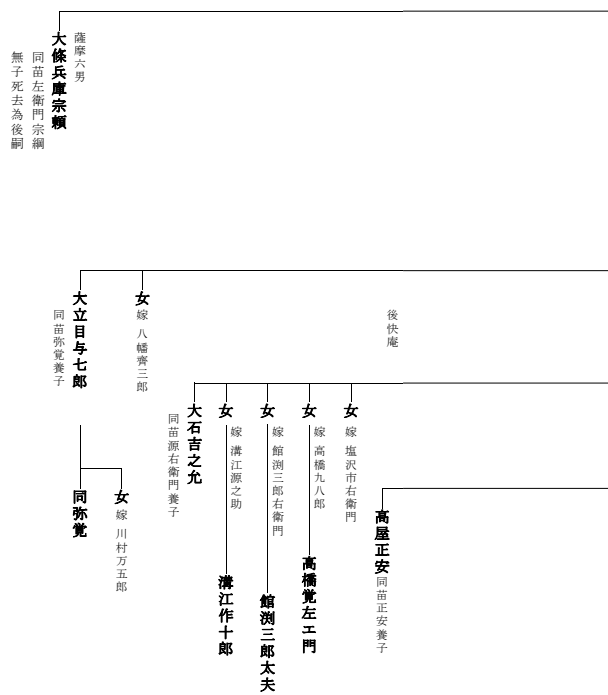 薩摩六男
大條兵庫宗頼
同苗左衛門宗綱
無子死去為後嗣
後快庵
女
嫁 八幡齊三郎
大立目与七郎
同苗弥覚養子
女
嫁 川村万五郎
同弥覚
女
嫁 塩沢市右衛門
女
嫁 高橋九八郎
高橋覚左エ門
女
嫁 館渕三郎右衛門
館渕三郎太夫
女
嫁 溝江源之助
溝江作十郎
大石吉之允
同苗源右衛門養子
高屋正安
同苗正安養子